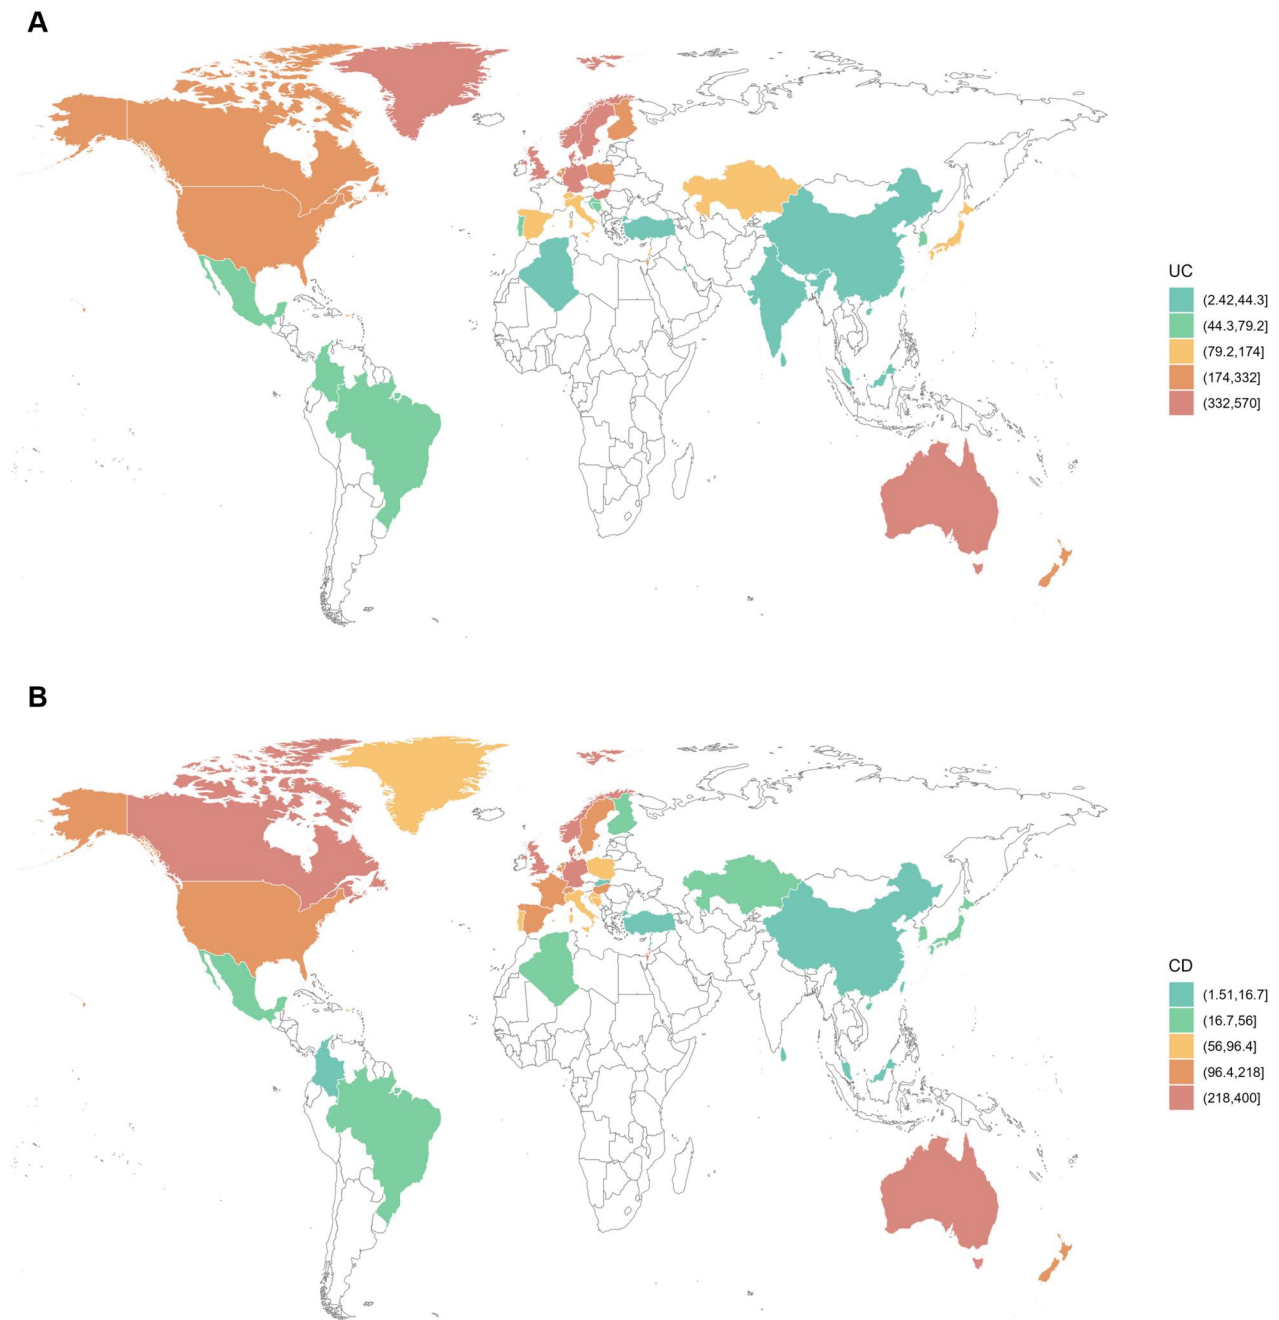 A
UC
(2.42,44.3]
(44.3,79.2]
(79.2,174]
(174,332]
(332,570]
B
CD
(1.51,16.7]
(16.7,56]
(56,96.4]
(96.4,218]
(218,400]